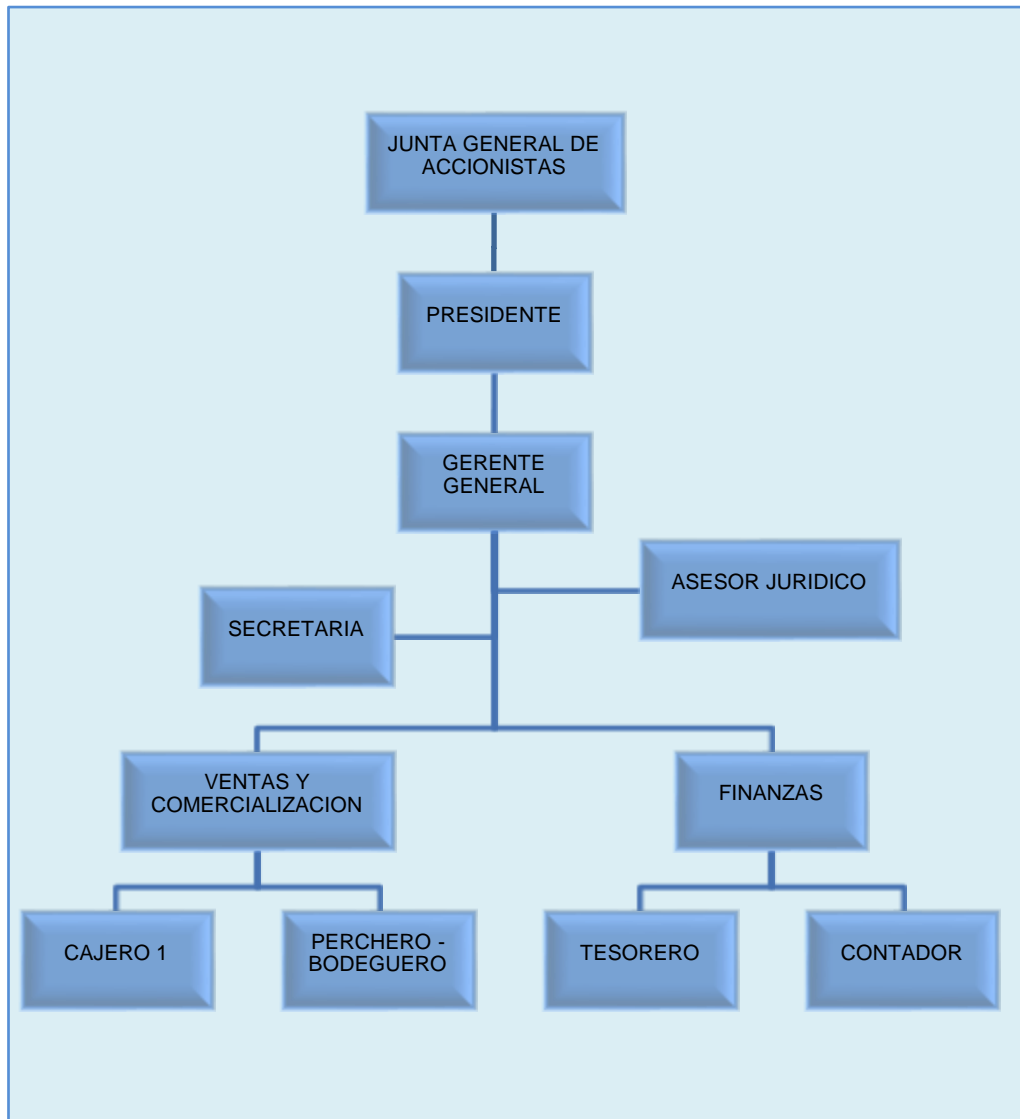 JUNTA GENERAL DE
ACCIONISTAS
PRESIDENTE
GERENTE
GENERAL
ASESOR JURIDICO
SECRETARIA
VENTAS Y
COMERCIALIZACION
FINANZAS
CAJERO 1
PERCHERO -
BODEGUERO
TESORERO
CONTADOR